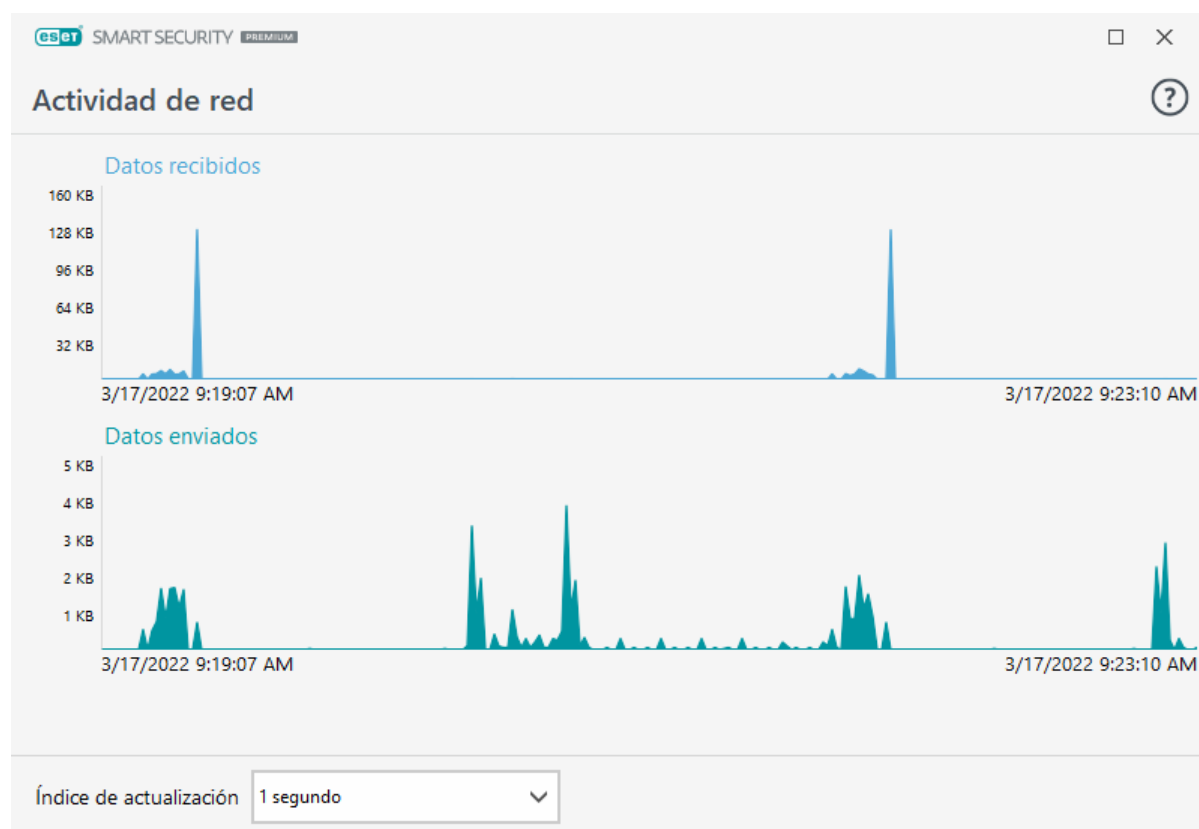 eset SMART SECURITY PREMIUM
Actividad de red
?
Datos recibidos
160 KB
128 KB
96 KB
64 KB
32 KB
3/17/2022 9:19:07 AM 3/17/2022 9:23:10 AM
Datos enviados
5 KB
4 KB
3 KB
2 KB
1 KB
3/17/2022 9:19:07 AM 3/17/2022 9:23:10 AM
Índice de actualización 1 segundo